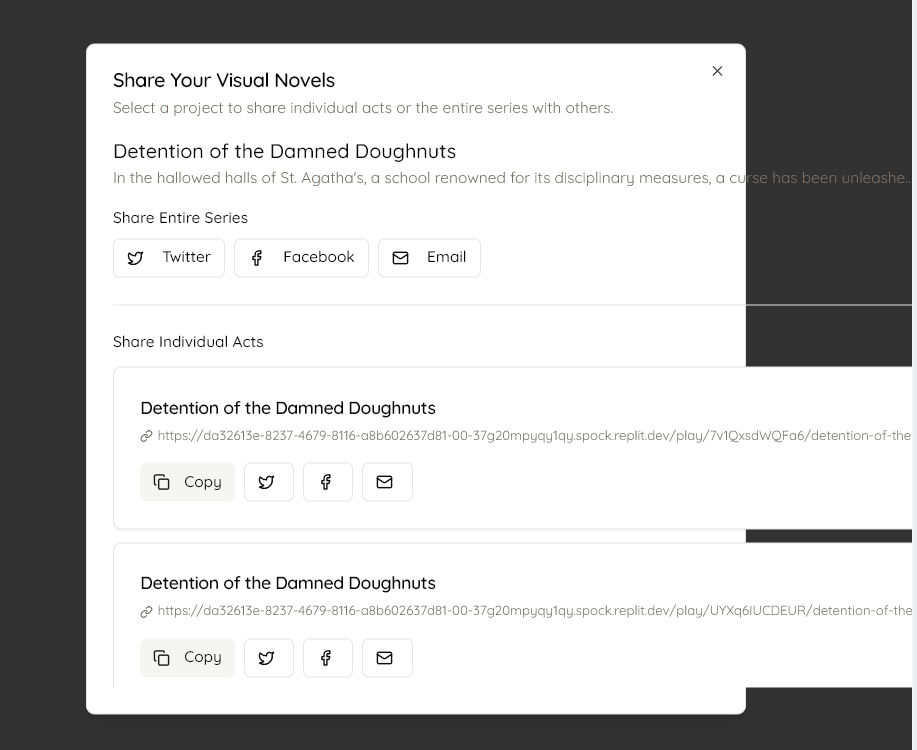 Share Your Visual Novels
Select a project to share individual acts or the entire series with others.
Detention of the Damned Doughnuts
In the hallowed halls of St. Agatha's, a school renowned for its disciplinary measures, a curse has been unleashe...
Share Entire Series
Twitter Facebook Email
Share Individual Acts
Detention of the Damned Doughnuts
https://da32613e-8237-4679-8116-a8b602637d81-00-37g20mpyqy1qy.spock.replit.dev/play/7v1QxsdWQFa6/detention-of-the
Copy
Detention of the Damned Doughnuts
https://da32613e-8237-4679-8116-a8b602637d81-00-37g20mpyqy1qy.spock.replit.dev/play/UYXq6IUCDEUR/detention-of-the
Copy